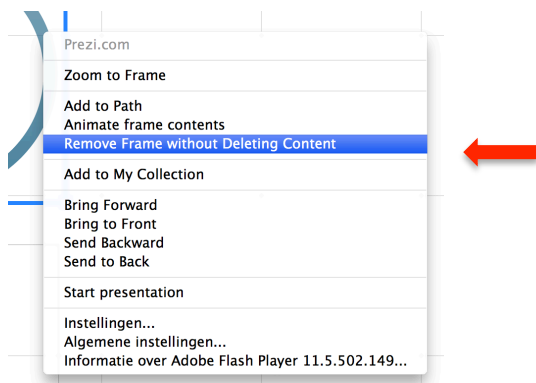 Prezi.com
Zoom to Frame
Add to Path
Animate frame contents
Remove Frame without Deleting Content
Add to My Collection
Bring Forward
Bring to Front
Send Backward
Send to Back
Start presentation
Instellingen...
Algemene instellingen...
Informatie over Adobe Flash Player 11.5.502.149...